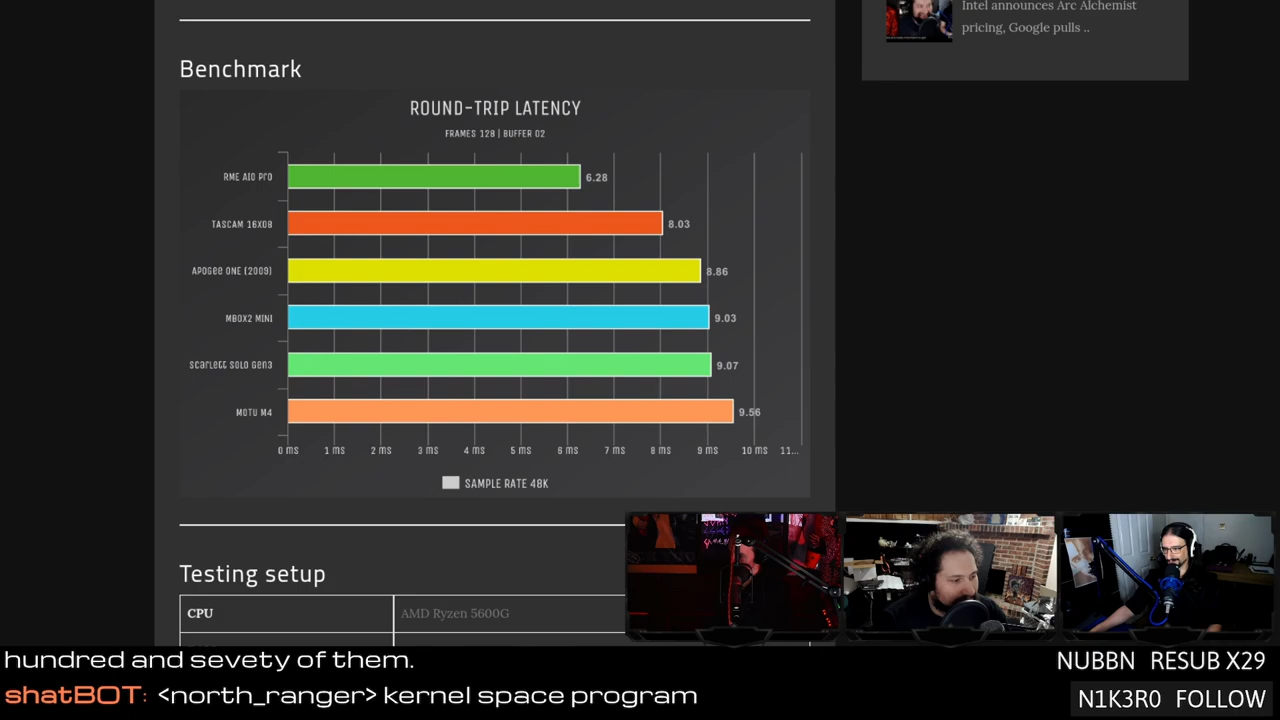 Intel announces Arc Alchemist
pricing, Google pulls ..
Benchmark
ROUND-TRIP LATENCY
FRAMES 128 | BUFFER 02
RME AIO Pro 6.28
TASCAM 16X08 8.03
APOGEE ONE (2009) 8.86
MBOX2 MINI 9.03
SCARLETT SOLO GEN3 9.07
MOTU M4 9.56
0 MS 1 MS 2 MS 3 MS 4 MS 5 MS 6 MS 7 MS 8 MS 9 MS 10 MS 11...
SAMPLE RATE 48K
Testing setup
CPU AMD Ryzen 5600G
hundred and sevety of them.
shatBOT: <north_ranger> kernel space program
NUBBN RESUB X29
N1K3R0 FOLLOW